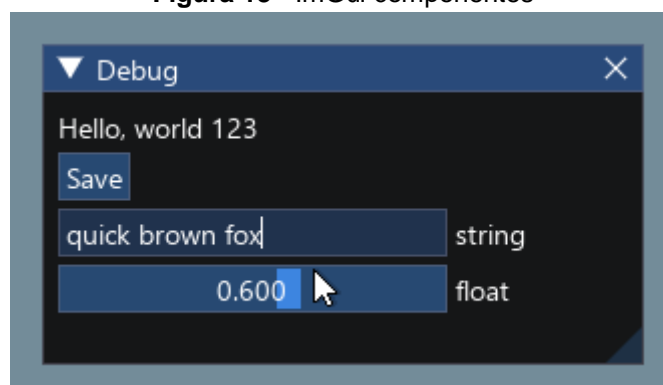 Debug
Hello, world 123
Save
quick brown fox string
0.600 float